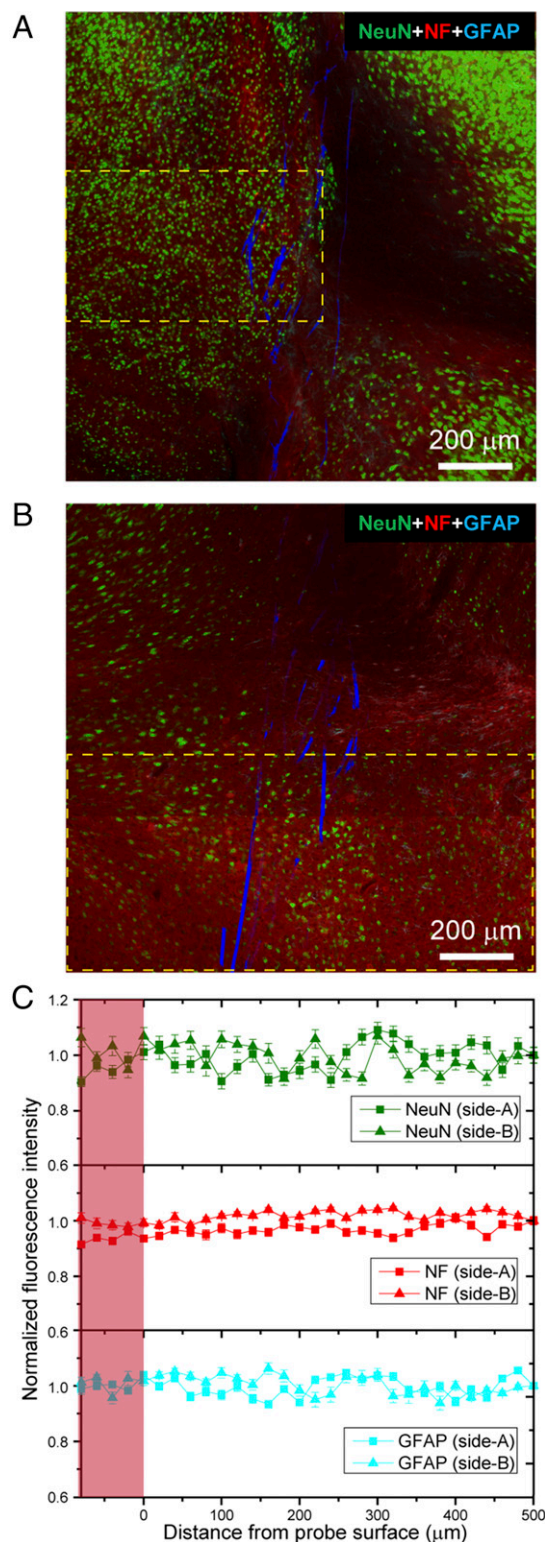 A
NeuN+NF+GFAP
200 μm
B
NeuN+NF+GFAP
200 μm
C
Normalized fluorescence intensity
1.2
1.0
0.8
0.6
NeuN (side-A)
NeuN (side-B)
1.0
0.8
0.6
NF (side-A)
NF (side-B)
1.0
0.8
0.6
GFAP (side-A)
GFAP (side-B)
0 100 200 300 400 500
Distance from probe surface (μm)